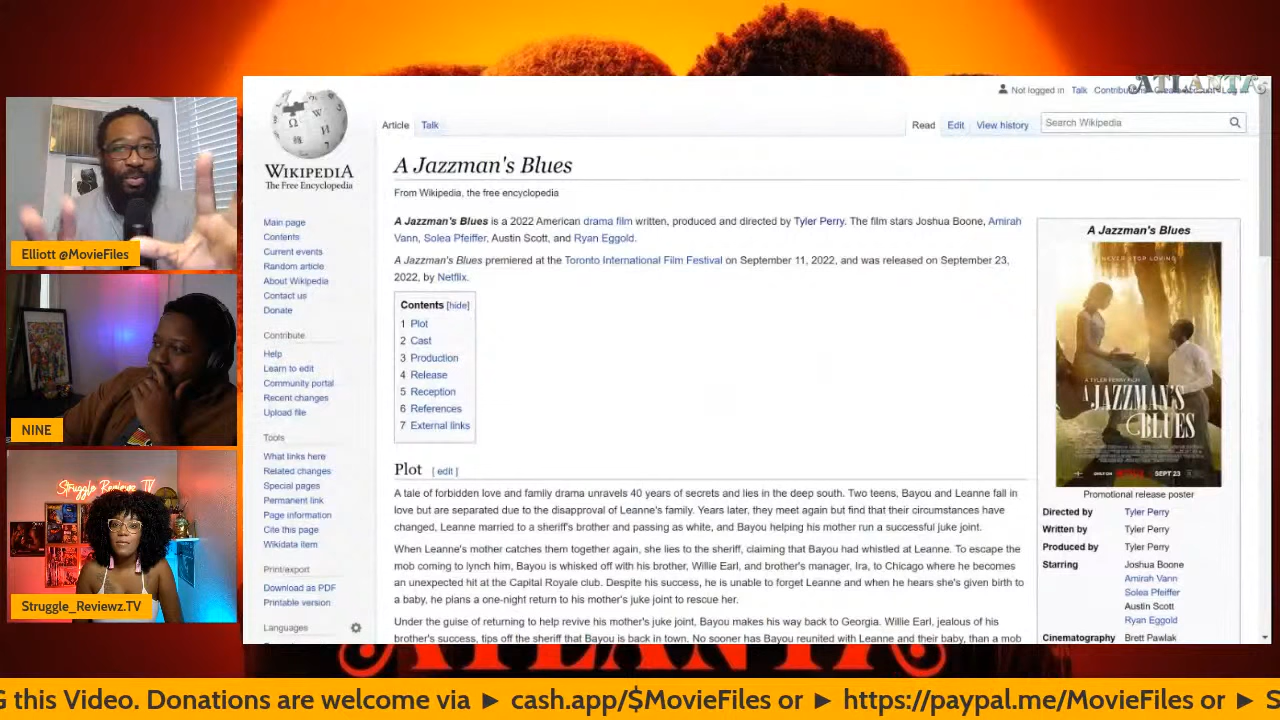 ATLANTA
Not logged in Talk
Article Talk
Read Edit View history
Search Wikipedia
WIKIPEDIA
The Free Encyclopedia
Main page
Contents
Current events
Random article
About Wikipedia
Contact us
Donate
Contribute
Help
Learn to edit
Community portal
Recent changes
Upload file
Tools
What links here
Related changes
Special pages
Permanent link
Page information
Cite this page
Wikidata item
Print/export
Download as PDF
Printable version
Languages
A Jazzman's Blues
From Wikipedia, the free encyclopedia
A Jazzman's Blues is a 2022 American drama film written, produced and directed by Tyler Perry. The film stars Joshua Boone, Amirah
Vann, Solea Pfeiffer, Austin Scott, and Ryan Eggold.
A Jazzman's Blues premiered at the Toronto International Film Festival on September 11, 2022, and was released on September 23,
2022, by Netflix.
Contents [hide]
1 Plot
2 Cast
3 Production
4 Release
5 Reception
6 References
7 External links
Plot [ edit ]
A tale of forbidden love and family drama unravels 40 years of secrets and lies in the deep south. Two teens, Bayou and Leanne fall in
love but are separated due to the disapproval of Leanne's family. Years later, they meet again but find that their circumstances have
changed, Leanne married to a sheriff's brother and passing as white, and Bayou helping his mother run a successful juke joint.
When Leanne's mother catches them together again, she lies to the sheriff, claiming that Bayou had whistled at Leanne. To escape the
mob coming to lynch him, Bayou is whisked off with his brother, Willie Earl, and brother's manager, Ira, to Chicago where he becomes
an unexpected hit at the Capital Royale club. Despite his success, he is unable to forget Leanne and when he hears she's given birth to
a baby, he plans a one-night return to his mother's juke joint to rescue her.
Under the guise of returning to help revive his mother's juke joint, Bayou makes his way back to Georgia. Willie Earl, jealous of his
brother's success, tips off the sheriff that Bayou is back in town. No sooner has Bayou reunited with Leanne and their baby, than a mob
A Jazzman's Blues
NEVER STOP LOVING
A TYLER PERRY FILM
A JAZZMAN'S
BLUES
NETFLIX SEPT 23
Promotional release poster
Directed by Tyler Perry
Written by Tyler Perry
Produced by Tyler Perry
Starring Joshua Boone
Amirah Vann
Solea Pfeiffer
Austin Scott
Ryan Eggold
Cinematography Brett Pawlak
Elliott @MovieFiles
NINE
Struggle Reviewz TV
Struggle_Reviewz.TV
ATLANTA
G this Video. Donations are welcome via ► cash.app/$MovieFiles or ► https://paypal.me/MovieFiles or ► S